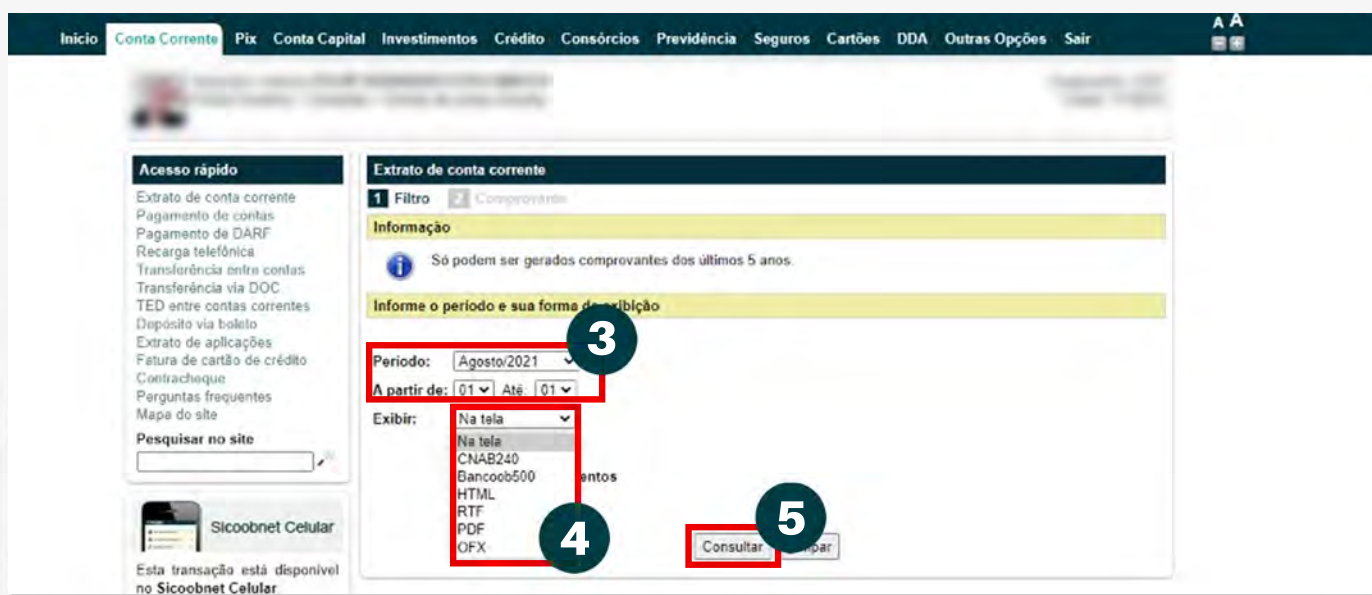 A A
Início Conta Corrente Pix Conta Capital Investimentos Crédito Consórcios Previdência Seguros Cartões DDA Outras Opções Sair
Acesso rápido
Extrato de conta corrente
Pagamento de contas
Pagamento de DARF
Recarga telefônica
Transferência entre contas
Transferência via DOC
TED entre contas correntes
Depósito via boleto
Extrato de aplicações
Fatura de cartão de crédito
Contracheque
Perguntas frequentes
Mapa do site
Pesquisar no site
Sicoobnet Celular
Esta transação está disponível
no Sicoobnet Celular
Extrato de conta corrente
1 Filtro 2 Comprovante
Informação
Só podem ser gerados comprovantes dos últimos 5 anos.
Informe o período e sua forma de exibição
3
Período: Agosto/2021
A partir de: 01 Até: 01
Exibir: Na tela
Na tela
CNAB240
Bancoob500 entos
HTML
RTF
PDF
OFX
4
5
Consultar par